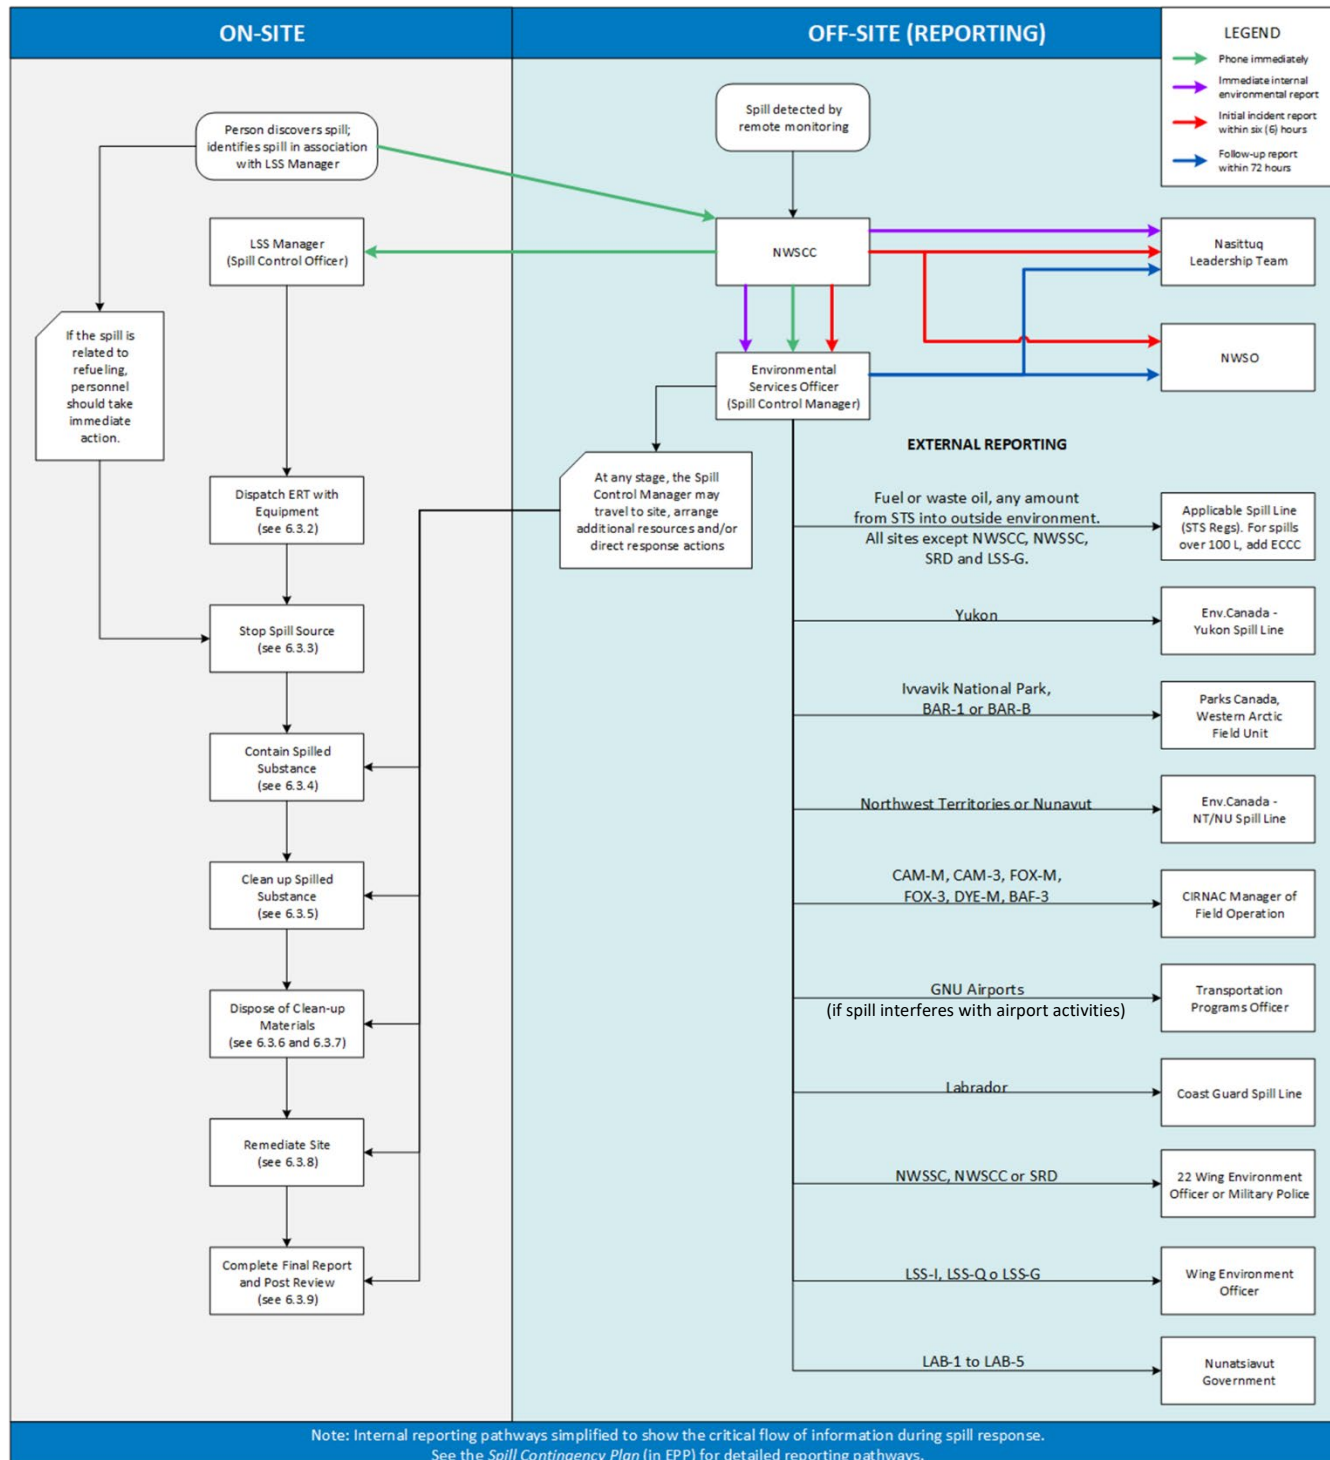 ON-SITE
OFF-SITE (REPORTING)
LEGEND
Phone immediately
Immediate internal
environmental report
Initial incident report
within six (6) hours
Follow-up report
within 72 hours
Person discovers spill;
identifies spill in association
with LSS Manager
Spill detected by
remote monitoring
LSS Manager
(Spill Control Officer)
NWSCC
Nasittuq
Leadership Team
If the spill is
related to
refueling,
personnel
should take
immediate
action.
NWSO
Environmental
Services Officer
(Spill Control Manager)
EXTERNAL REPORTING
Dispatch ERT with
Equipment
(see 6.3.2)
At any stage, the Spill
Control Manager may
travel to site, arrange
additional resources and/or
direct response actions
Fuel or waste oil, any amount
from STS into outside environment.
All sites except NWSCC, NWSSC,
SRD and LSS-G.
Applicable Spill Line
(STS Regs). For spills
over 100 L, add ECCC
Stop Spill Source
(see 6.3.3)
Yukon
Env.Canada -
Yukon Spill Line
Ivvavik National Park,
BAR-1 or BAR-B
Parks Canada,
Western Arctic
Field Unit
Contain Spilled
Substance
(see 6.3.4)
Northwest Territories or Nunavut
Env.Canada -
NT/NU Spill Line
Clean up Spilled
Substance
(see 6.3.5)
CAM-M, CAM-3, FOX-M,
FOX-3, DYE-M, BAF-3
CIRNAC Manager of
Field Operation
Dispose of Clean-up
Materials
(see 6.3.6 and 6.3.7)
GNU Airports
(if spill interferes with airport activities)
Transportation
Programs Officer
Labrador
Coast Guard Spill Line
Remediate Site
(see 6.3.8)
NWSSC, NWSCC or SRD
22 Wing Environment
Officer or Military Police
Complete Final Report
and Post Review
(see 6.3.9)
LSS-I, LSS-Q o LSS-G
Wing Environment
Officer
LAB-1 to LAB-5
Nunatsiavut
Government
Note: Internal reporting pathways simplified to show the critical flow of information during spill response.
See the Spill Contingency Plan (in EPP) for detailed reporting pathways.